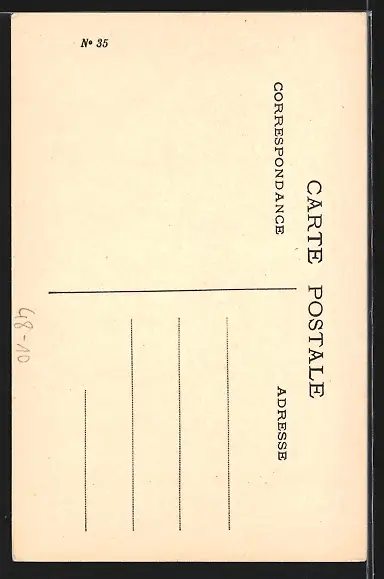 Nº 35
CARTE POSTALE
CORRESPONDANCE
ADRESSE
48-10